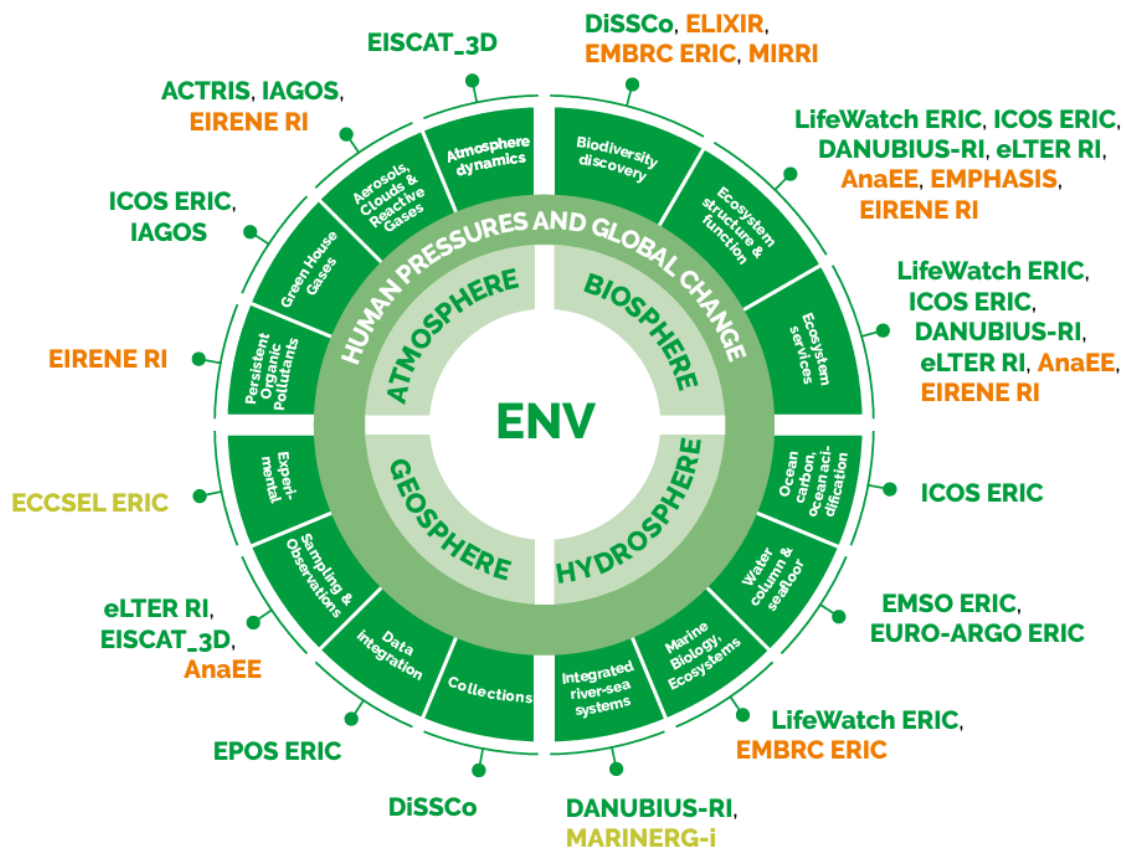 EISCAT_3D
DiSSCo, ELIXIR,
EMBRC ERIC, MIRRI
ACTRIS, IAGOS,
EIRENE RI
LifeWatch ERIC, ICOS ERIC,
DANUBIUS-RI, eLTER RI,
AnaEE, EMPHASIS,
EIRENE RI
ICOS ERIC,
IAGOS
LifeWatch ERIC,
ICOS ERIC,
DANUBIUS-RI,
eLTER RI, AnaEE,
EIRENE RI
EIRENE RI
ECCSEL ERIC
ICOS ERIC
eLTER RI,
EISCAT_3D,
AnaEE
EMSO ERIC,
EURO-ARGO ERIC
EPOS ERIC
LifeWatch ERIC,
EMBRC ERIC
DiSSCo
DANUBIUS-RI,
MARINERG-i
Atmosphere
dynamics
Biodiversity
discovery
Aerosols,
Clouds &
Reactive
Gases
Ecosystem
structure &
function
Green House
Gases
Ecosystem
services
Persistent
Organic
Pollutants
Experi-
mental
Ocean
carbon,
ocean aci-
dification
Sampling &
Observations
Water
column &
seafloor
Data
integration
Marine
Biology,
Ecosystems
Collections
Integrated
river-sea
systems
HUMAN PRESSURES AND GLOBAL CHANGE
ATMOSPHERE
BIOSPHERE
ENV
GEOSPHERE
HYDROSPHERE